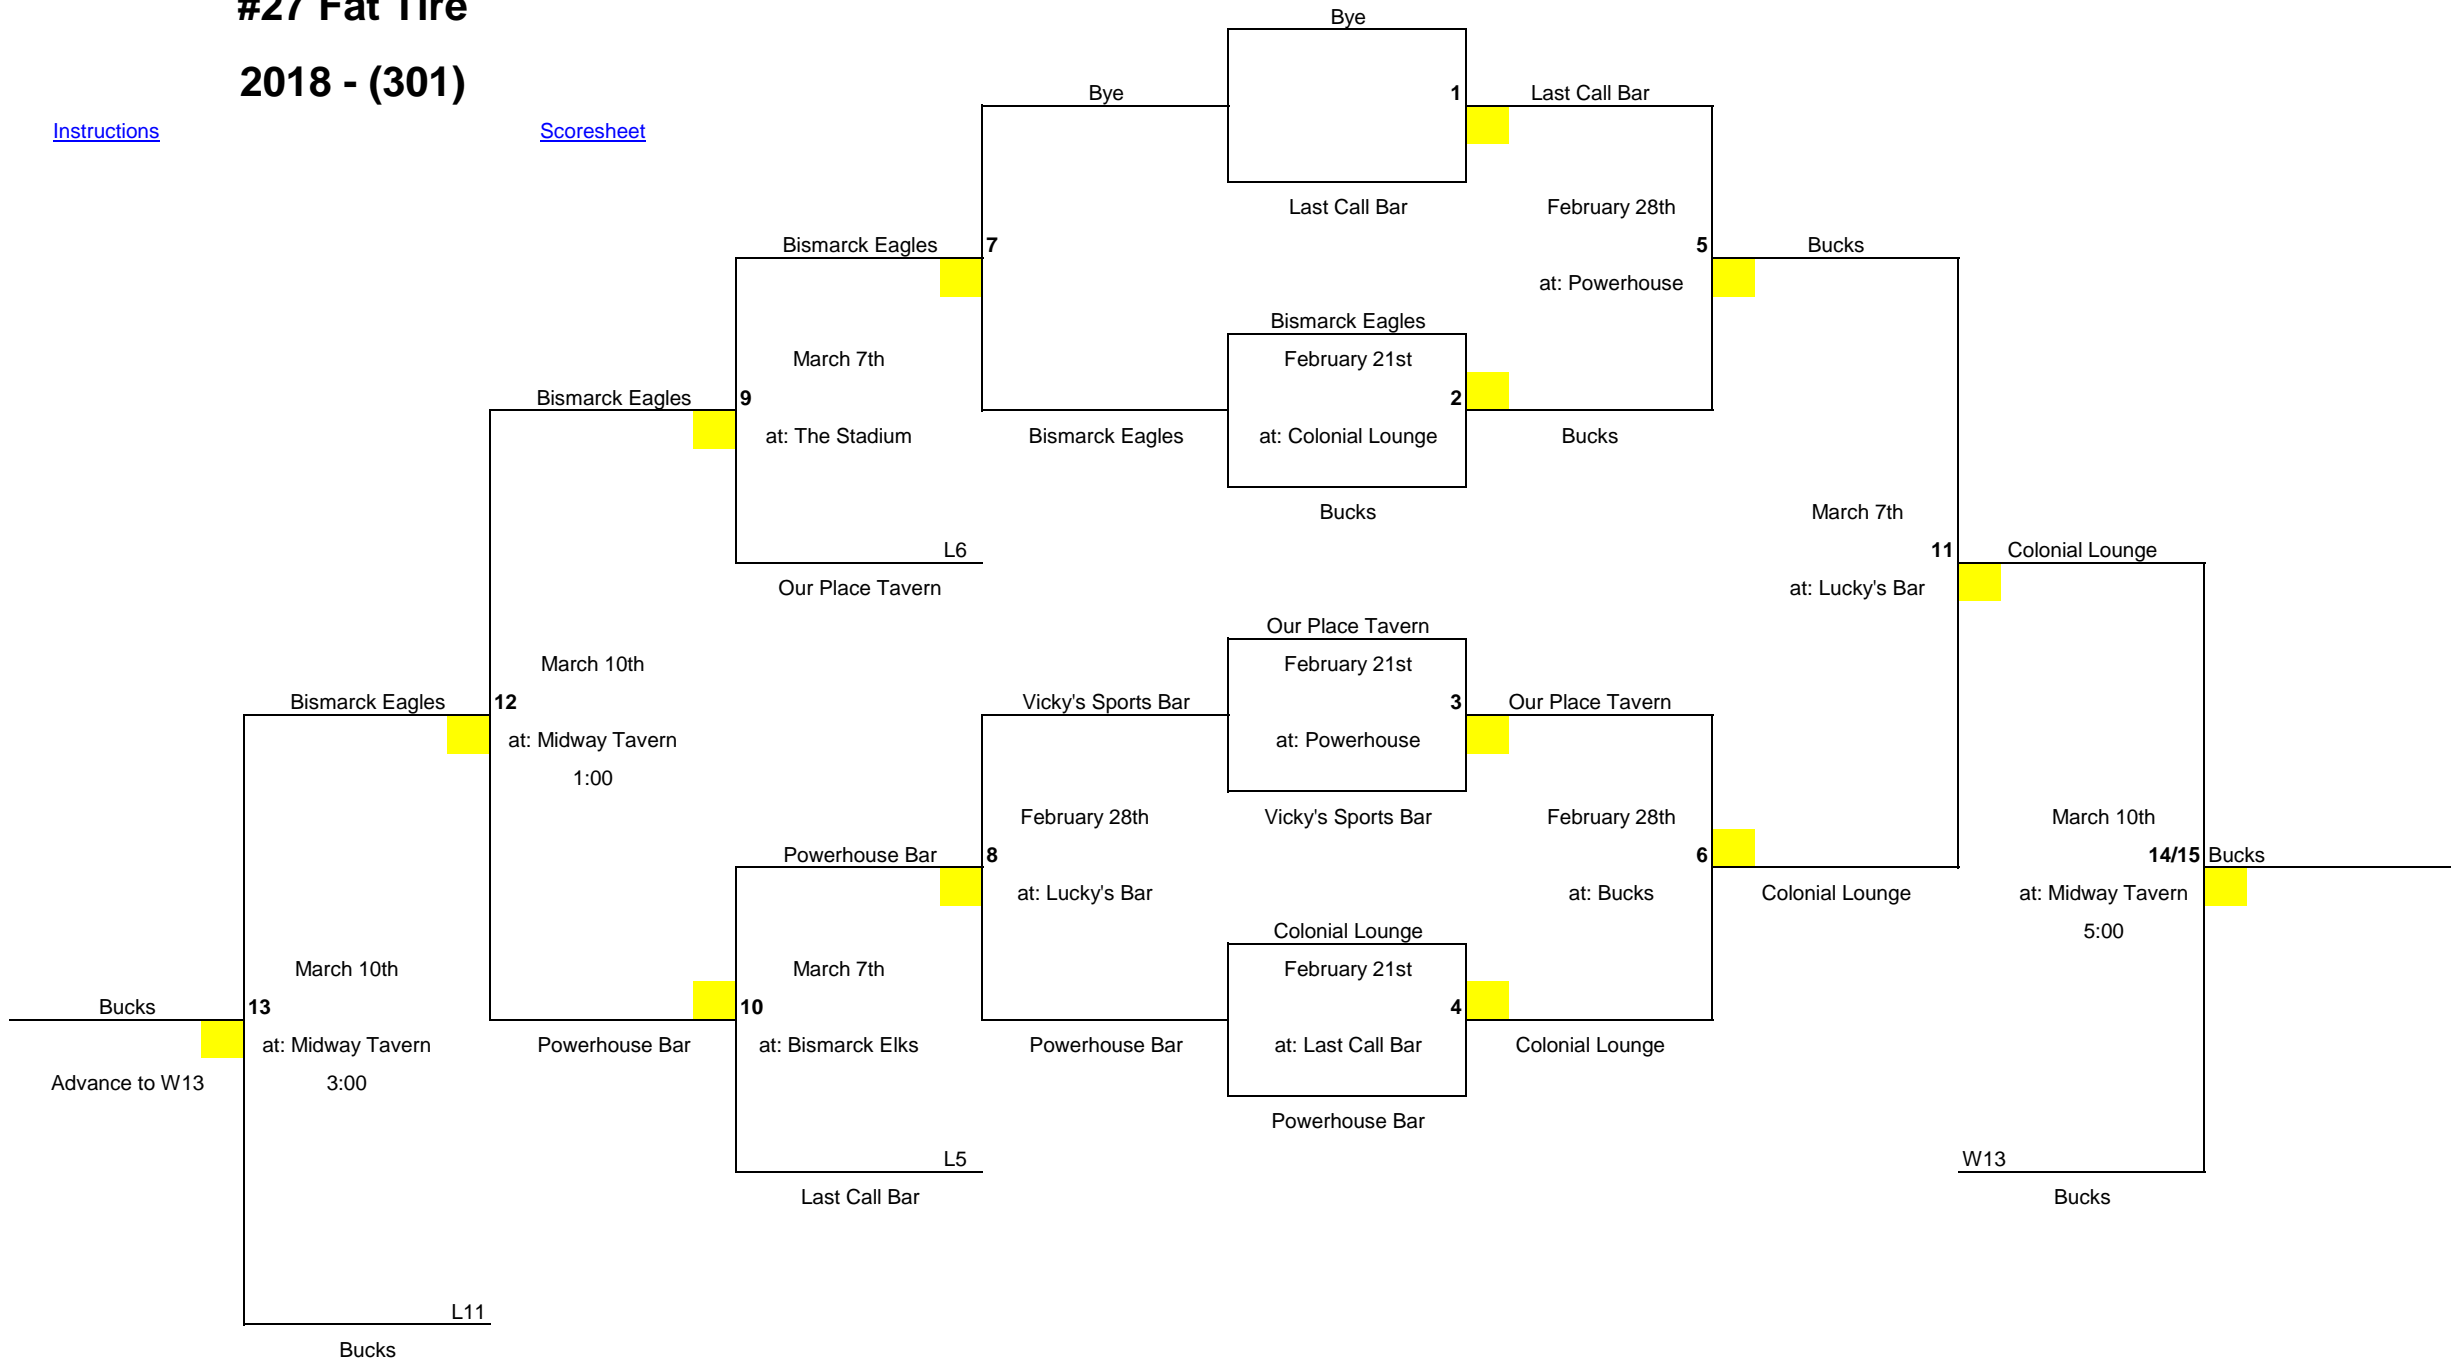 #27 Fat Tire
2018 - (301)
Instructions
Scoresheet
Bye
Bye
1
Last Call Bar
Last Call Bar
February 28th
Bismarck Eagles
7
5
Bucks
at: Powerhouse
Bismarck Eagles
March 7th
February 21st
Bismarck Eagles
9
2
at: The Stadium
Bismarck Eagles
at: Colonial Lounge
Bucks
Bucks
March 7th
L6
11
Colonial Lounge
Our Place Tavern
at: Lucky's Bar
Our Place Tavern
March 10th
February 21st
Bismarck Eagles
12
Vicky's Sports Bar
3
Our Place Tavern
at: Midway Tavern
at: Powerhouse
1:00
February 28th
Vicky's Sports Bar
February 28th
March 10th
Powerhouse Bar
8
6
14/15
Bucks
at: Lucky's Bar
at: Bucks
Colonial Lounge
at: Midway Tavern
Colonial Lounge
5:00
March 10th
March 7th
February 21st
Bucks
13
10
4
at: Midway Tavern
Powerhouse Bar
at: Bismarck Elks
Powerhouse Bar
at: Last Call Bar
Colonial Lounge
Advance to W13
3:00
Powerhouse Bar
L5
W13
Last Call Bar
Bucks
L11
Bucks